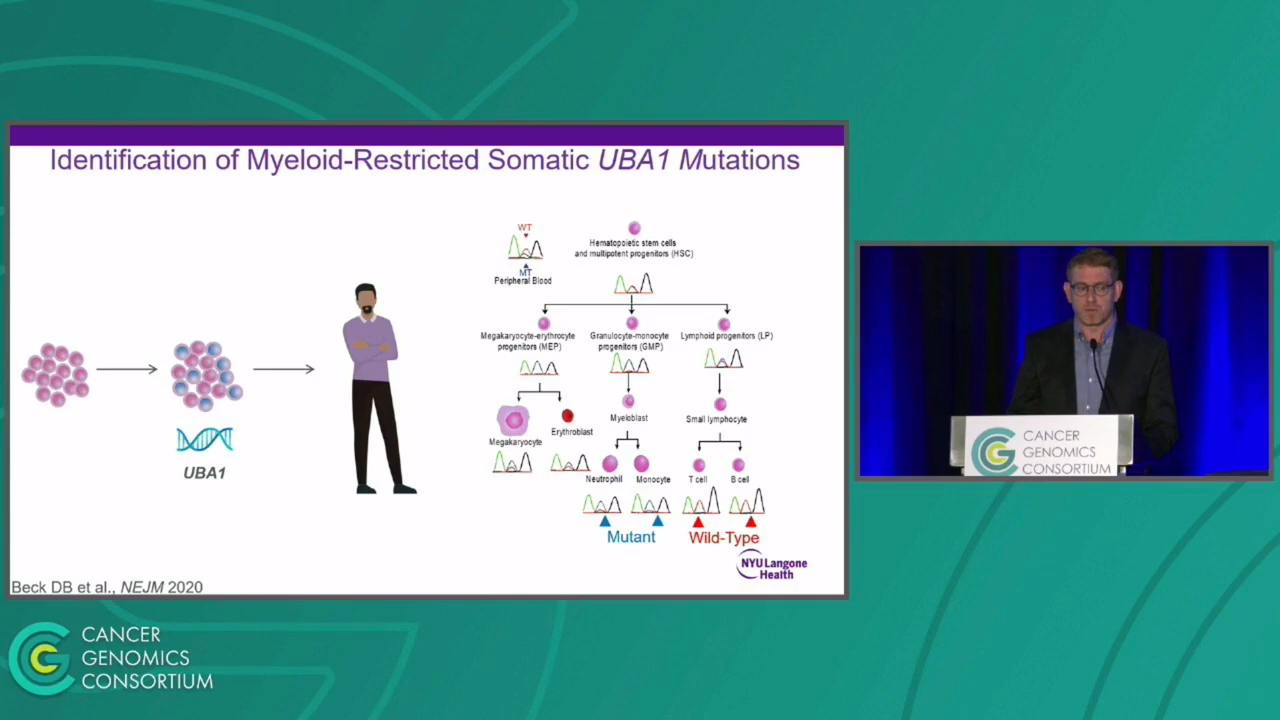 Identification of Myeloid-Restricted Somatic UBA1 Mutations
WT
MT
Peripheral Blood
Hematopoietic stem cells
and multipotent progenitors (HSC)
Megakaryocyte-erythrocyte
progenitors (MEP)
Granulocyte-monocyte
progenitors (GMP)
Lymphoid progenitors (LP)
Megakaryocyte
Erythroblast
Myeloblast
Small lymphocyte
Neutrophil
Monocyte
T cell
B cell
Mutant
Wild-Type
UBA1
NYU Langone
Health
Beck DB et al., NEJM 2020
CANCER
GENOMICS
CONSORTIUM
CANCER
GENOMICS
CONSORTIUM